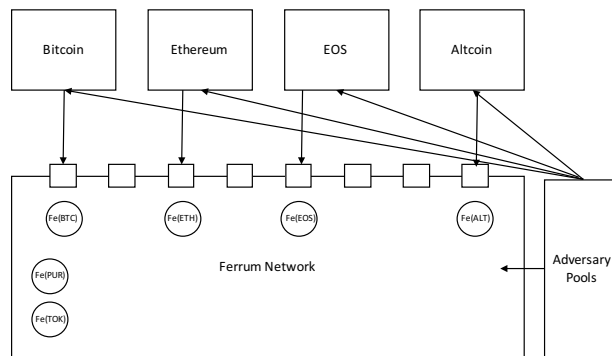 Bitcoin
Ethereum
EOS
Altcoin
Fe(BTC)
Fe(ETH)
Fe(EOS)
Fe(ALT)
Ferrum Network
Adversary
Pools
Fe(PUR)
Fe(TOK)